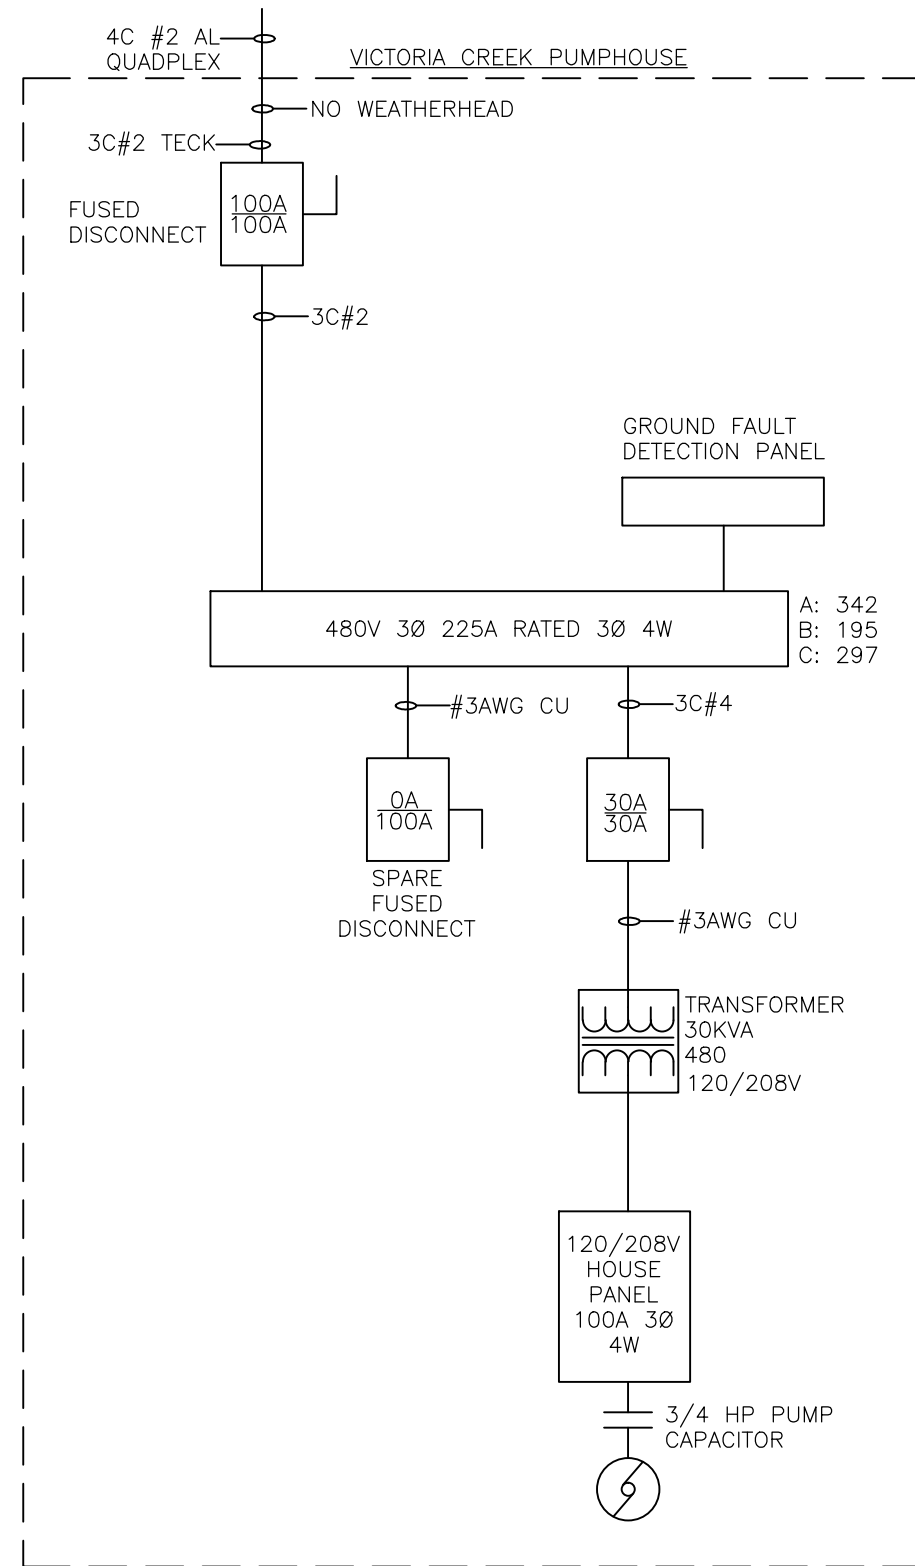 4C #2 AL
QUADPLEX
VICTORIA CREEK PUMPHOUSE
NO WEATHERHEAD
3C#2 TECK
FUSED
DISCONNECT
100A
100A
3C#2
GROUND FAULT
DETECTION PANEL
480V 3Ø 225A RATED 3Ø 4W
A: 342
B: 195
C: 297
#3AWG CU
3C#4
0A
100A
30A
30A
SPARE
FUSED
DISCONNECT
#3AWG CU
TRANSFORMER
30KVA
480
120/208V
120/208V
HOUSE
PANEL
100A 3Ø
4W
3/4 HP PUMP
CAPACITOR